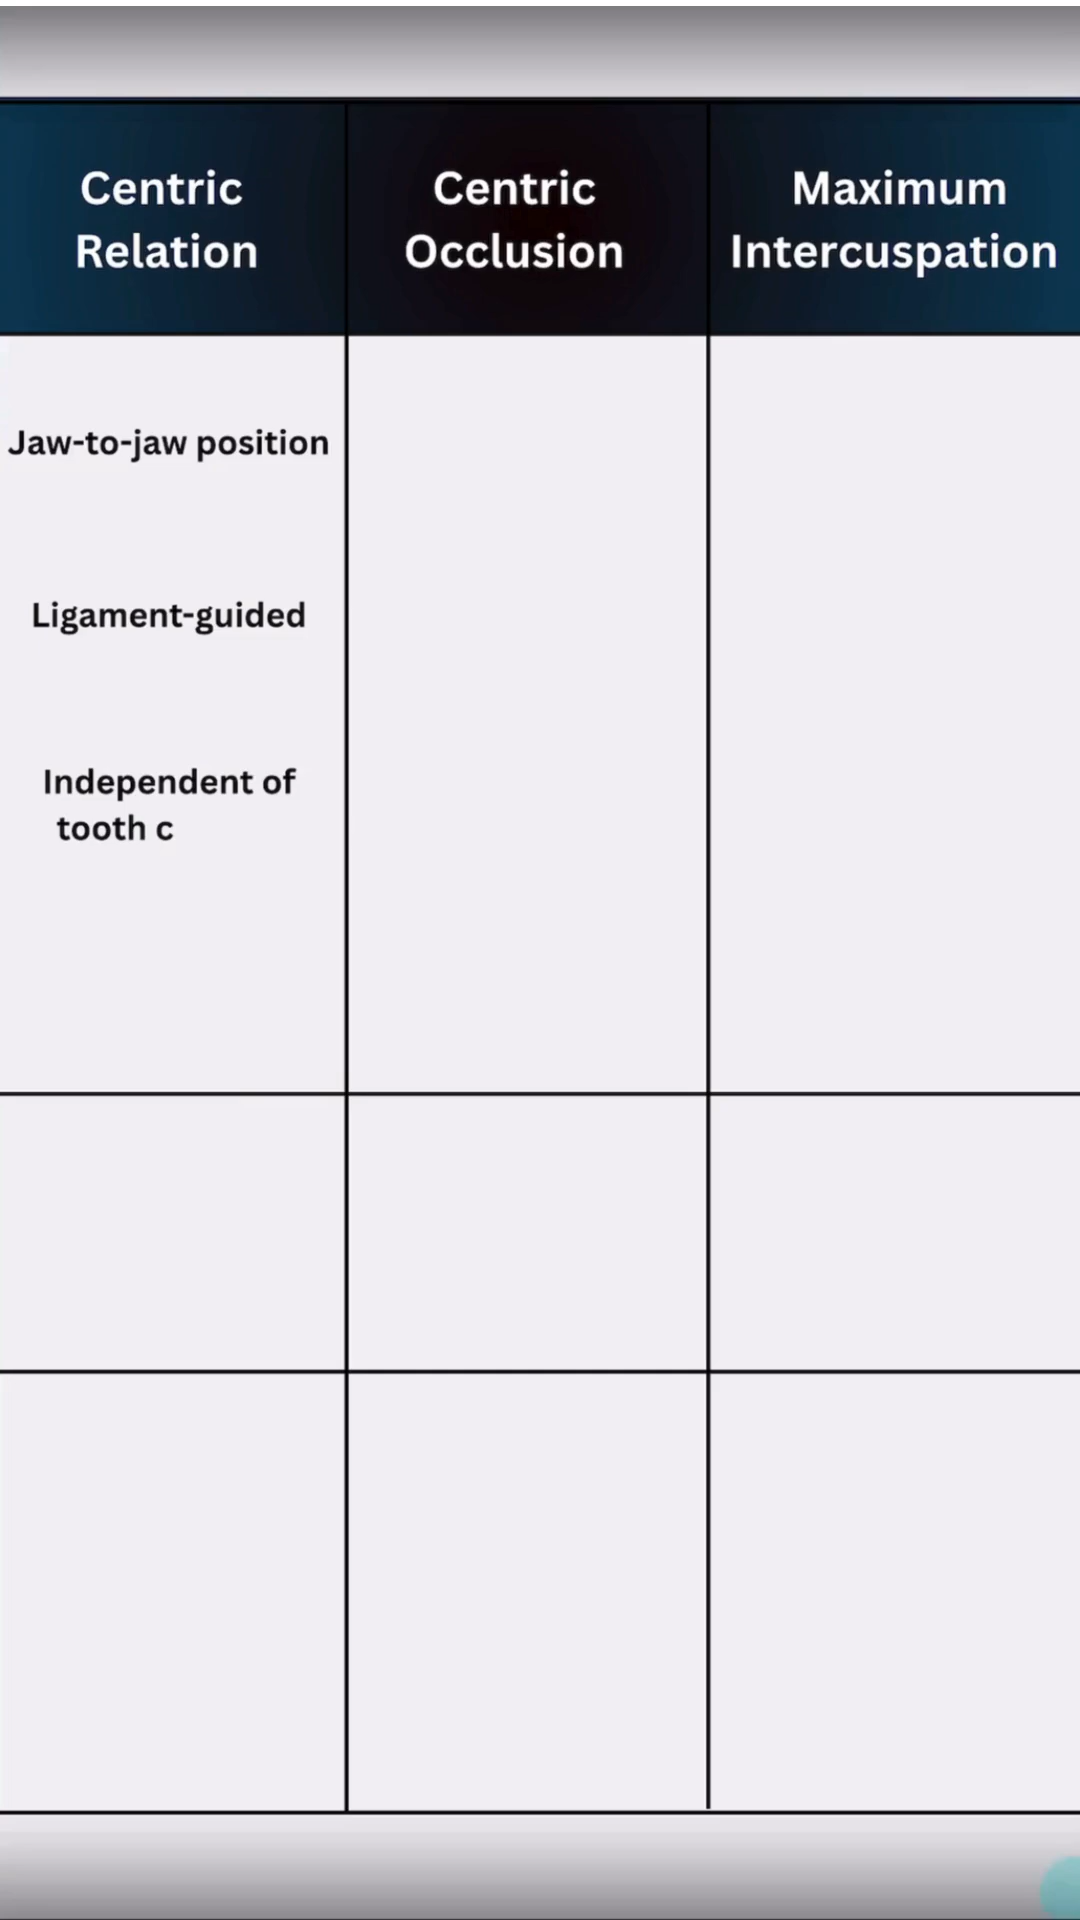 Centric
Relation
Centric
Occlusion
Maximum
Intercuspation
Jaw-to-jaw position
Ligament-guided
Independent of
tooth c